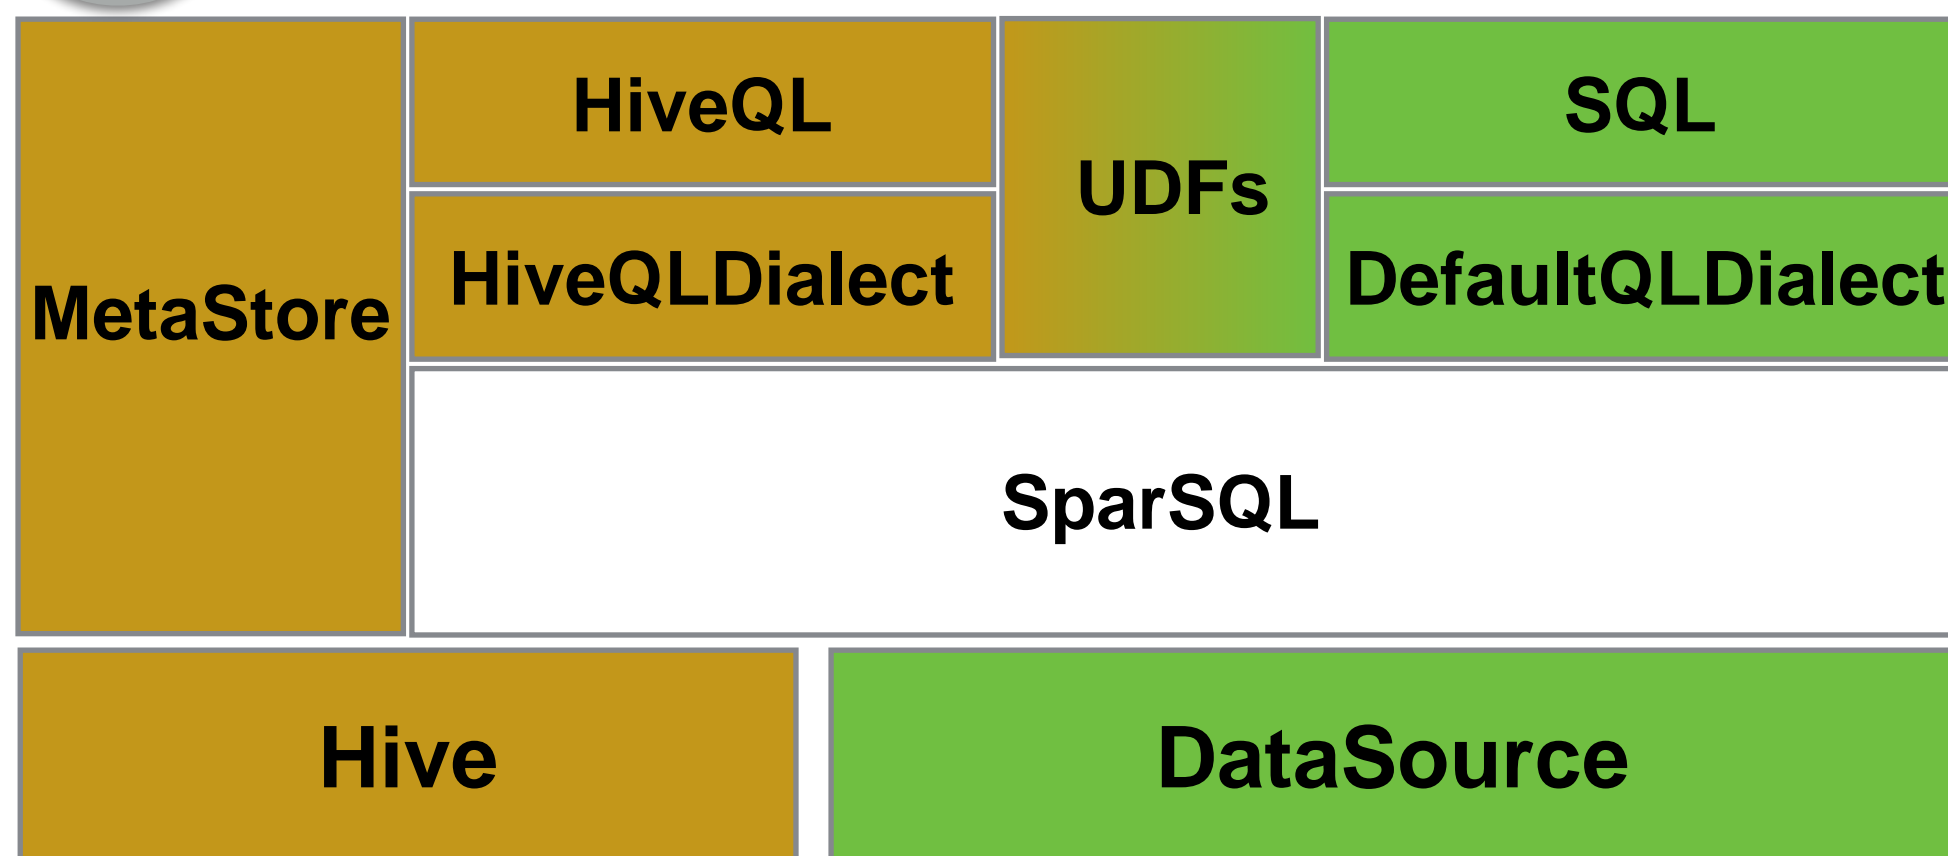 HiveQL
SQL
UDFs
HiveQLDialect
DefaultQLDialect
MetaStore
SparSQL
Hive
DataSource